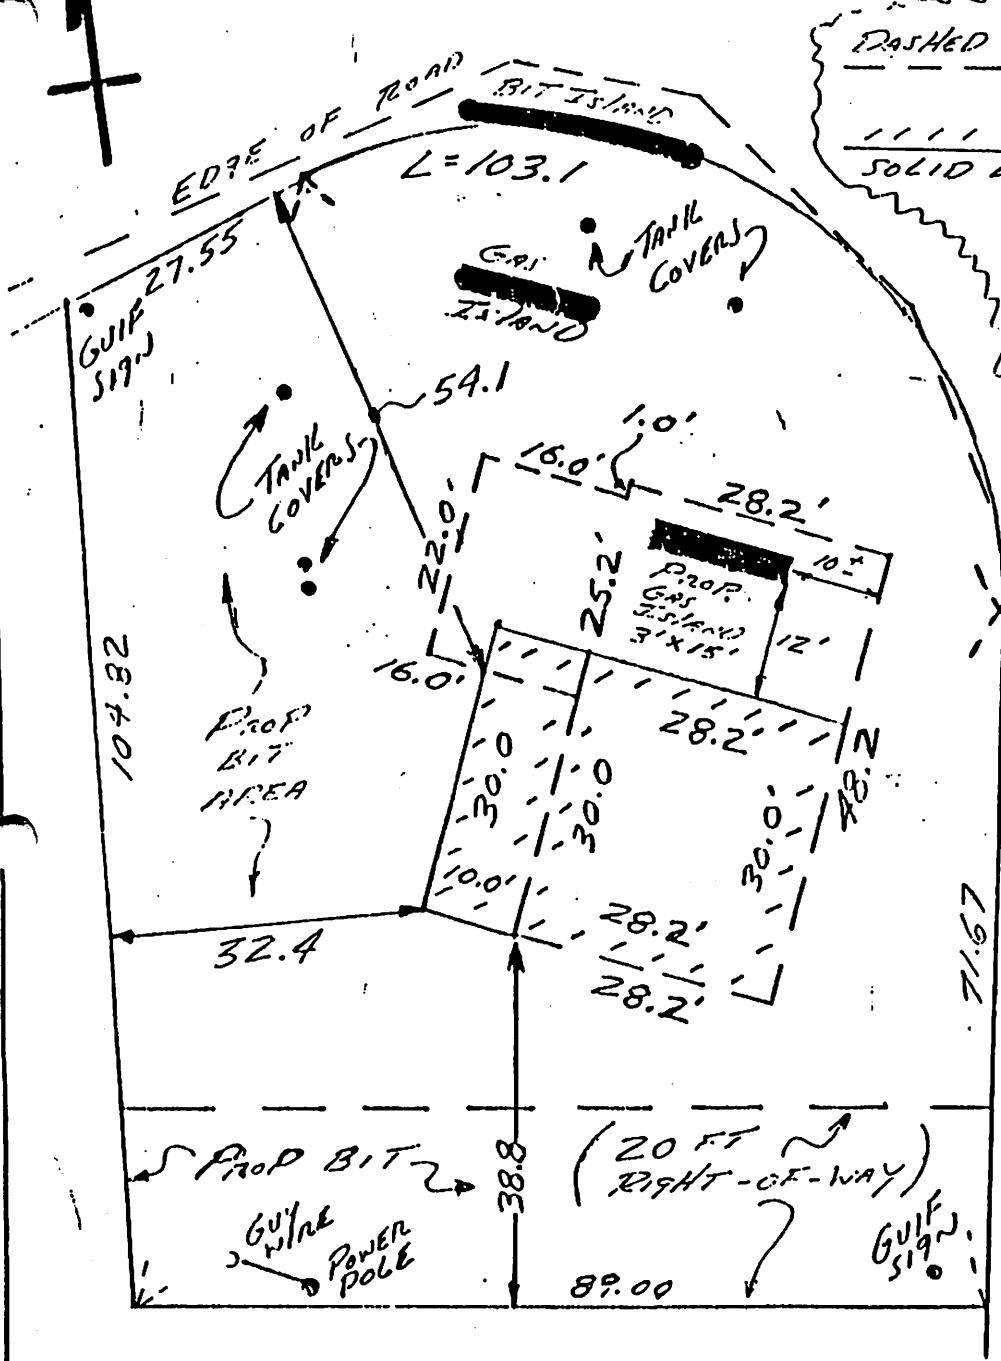 DASHED
SOLID
EDGE OF ROAD
BIT ISLAND
L=103.1
27.55
GULF
SIGN
GAS
ISLAND
TANK
COVERS
54.1
TANK
COVERS
1.0'
16.0'
28.2'
22.0'
25.2'
10±
PROP.
GAS
ISLAND
3'X15'
12'
16.0'
28.2'
104.32
PROP
BIT
AREA
30.0
30.0
30.0'
48.2
10.0'
32.4
28.2'
28.2'
71.67
PROP BIT
38.8
(20 FT
RIGHT-OF-WAY)
GUY
WIRE
POWER
POLE
GULF
SIGN
89.00